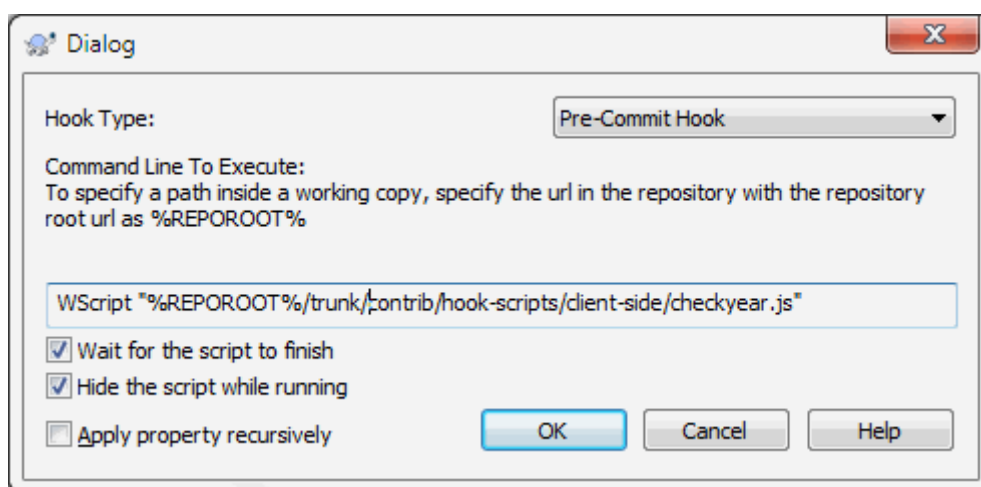 Dialog
Hook Type:
Pre-Commit Hook
Command Line To Execute:
To specify a path inside a working copy, specify the url in the repository with the repository
root url as %REPOROOT%
WScript "%REPOROOT%/trunk/contrib/hook-scripts/client-side/checkyear.js"
Wait for the script to finish
Hide the script while running
Apply property recursively
OK
Cancel
Help